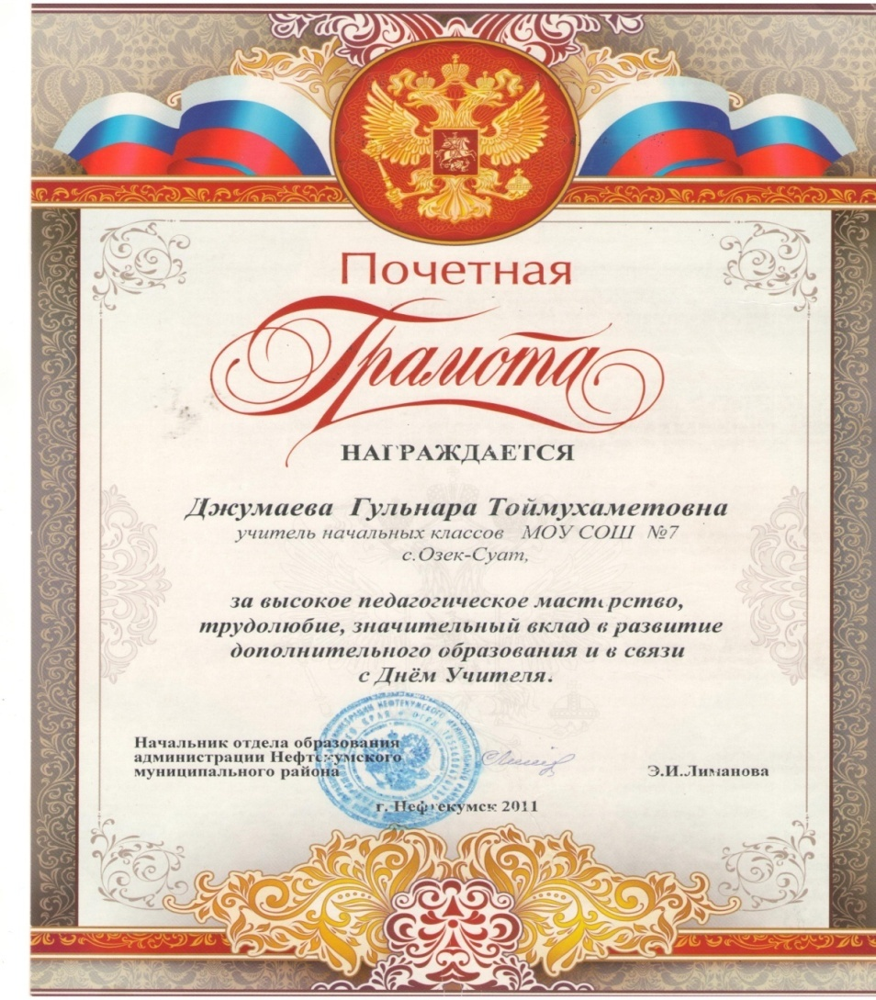 Почетная
Грамота
НАГРАЖДАЕТСЯ
Джумаева Гульнара Тоймухаметовна
учитель начальных классов МОУ СОШ №7
с.Озек-Суат,
за высокое педагогическое мастерство,
трудолюбие, значительный вклад в развитие
дополнительного образования и в связи
с Днём Учителя.
Начальник отдела образования
администрации Нефтекумского
муниципального района
Э.И.Лиманова
г. Нефтекумск 2011